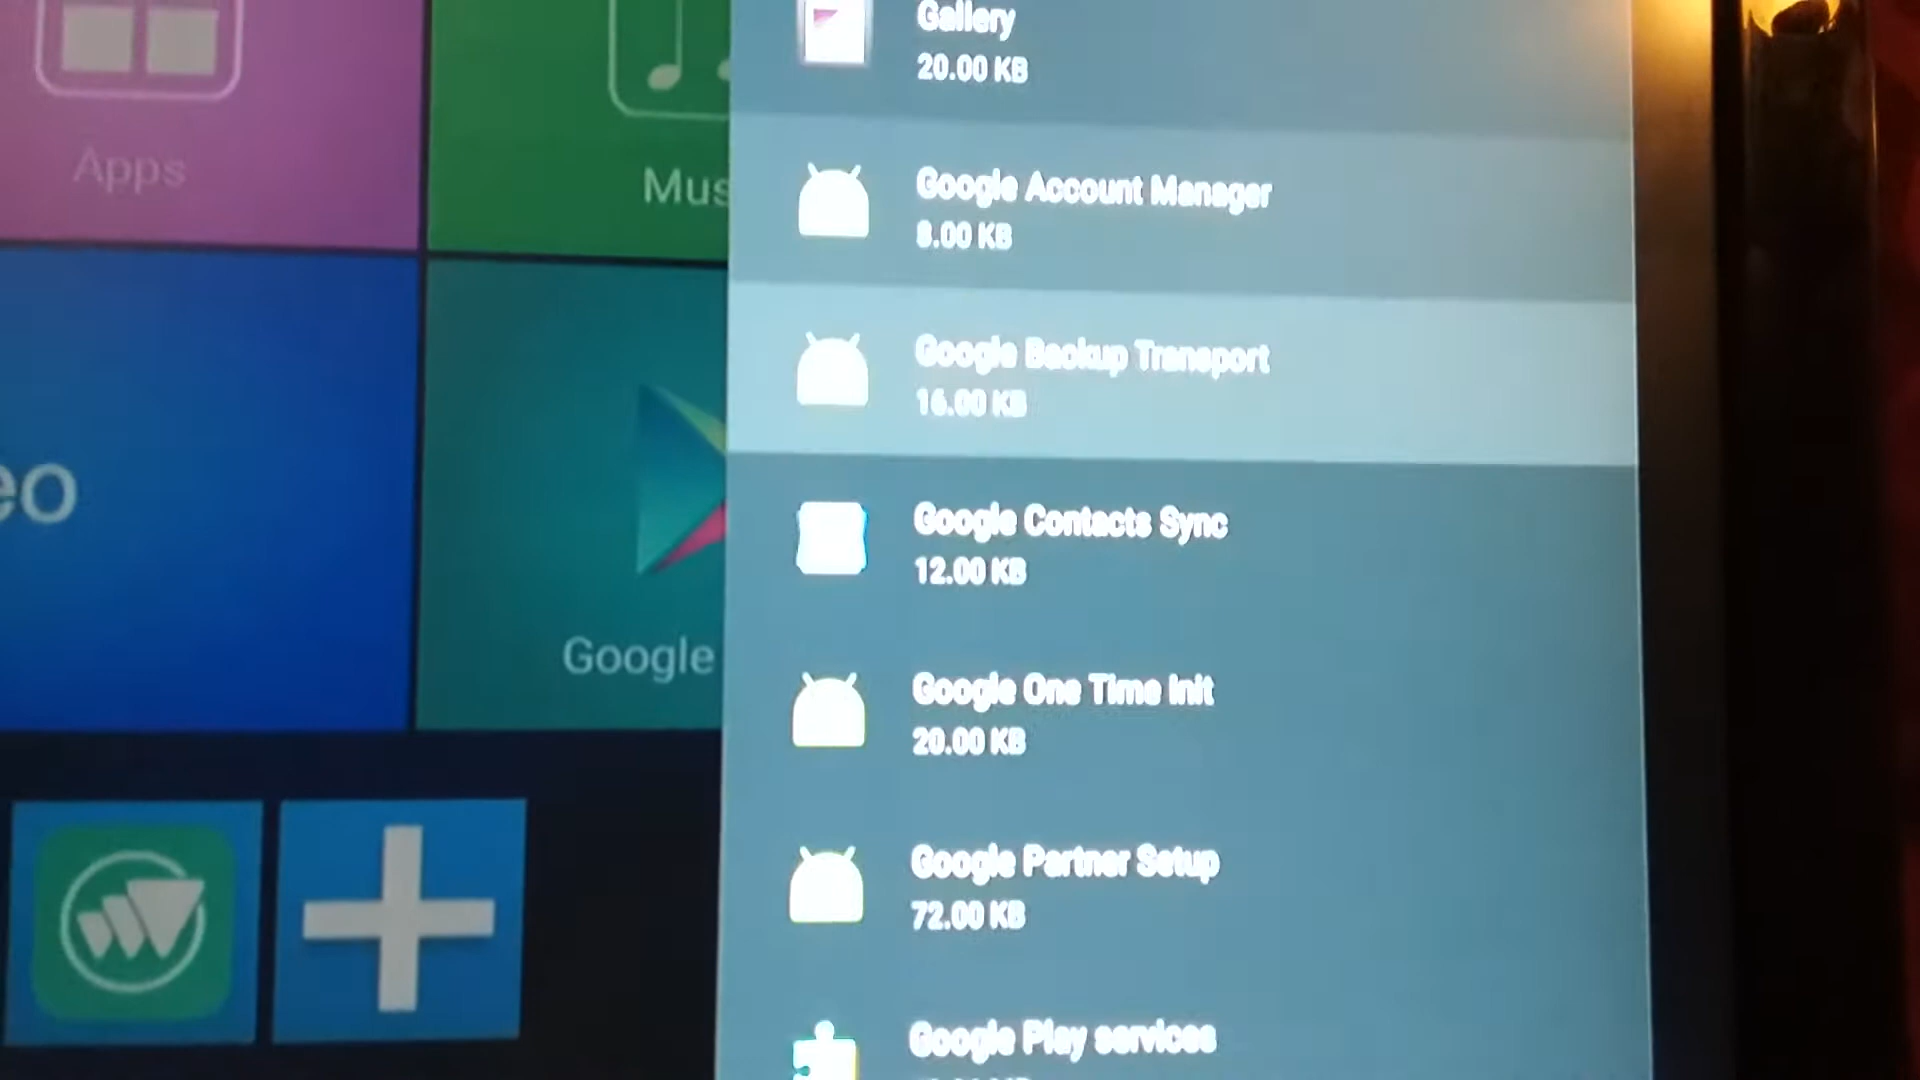 Apps
Mus
eo
Google
Gallery
20.00 KB
Google Account Manager
8.00 KB
Google Backup Transport
16.00 KB
Google Contacts Sync
12.00 KB
Google One Time Init
20.00 KB
Google Partner Setup
72.00 KB
Google Play services